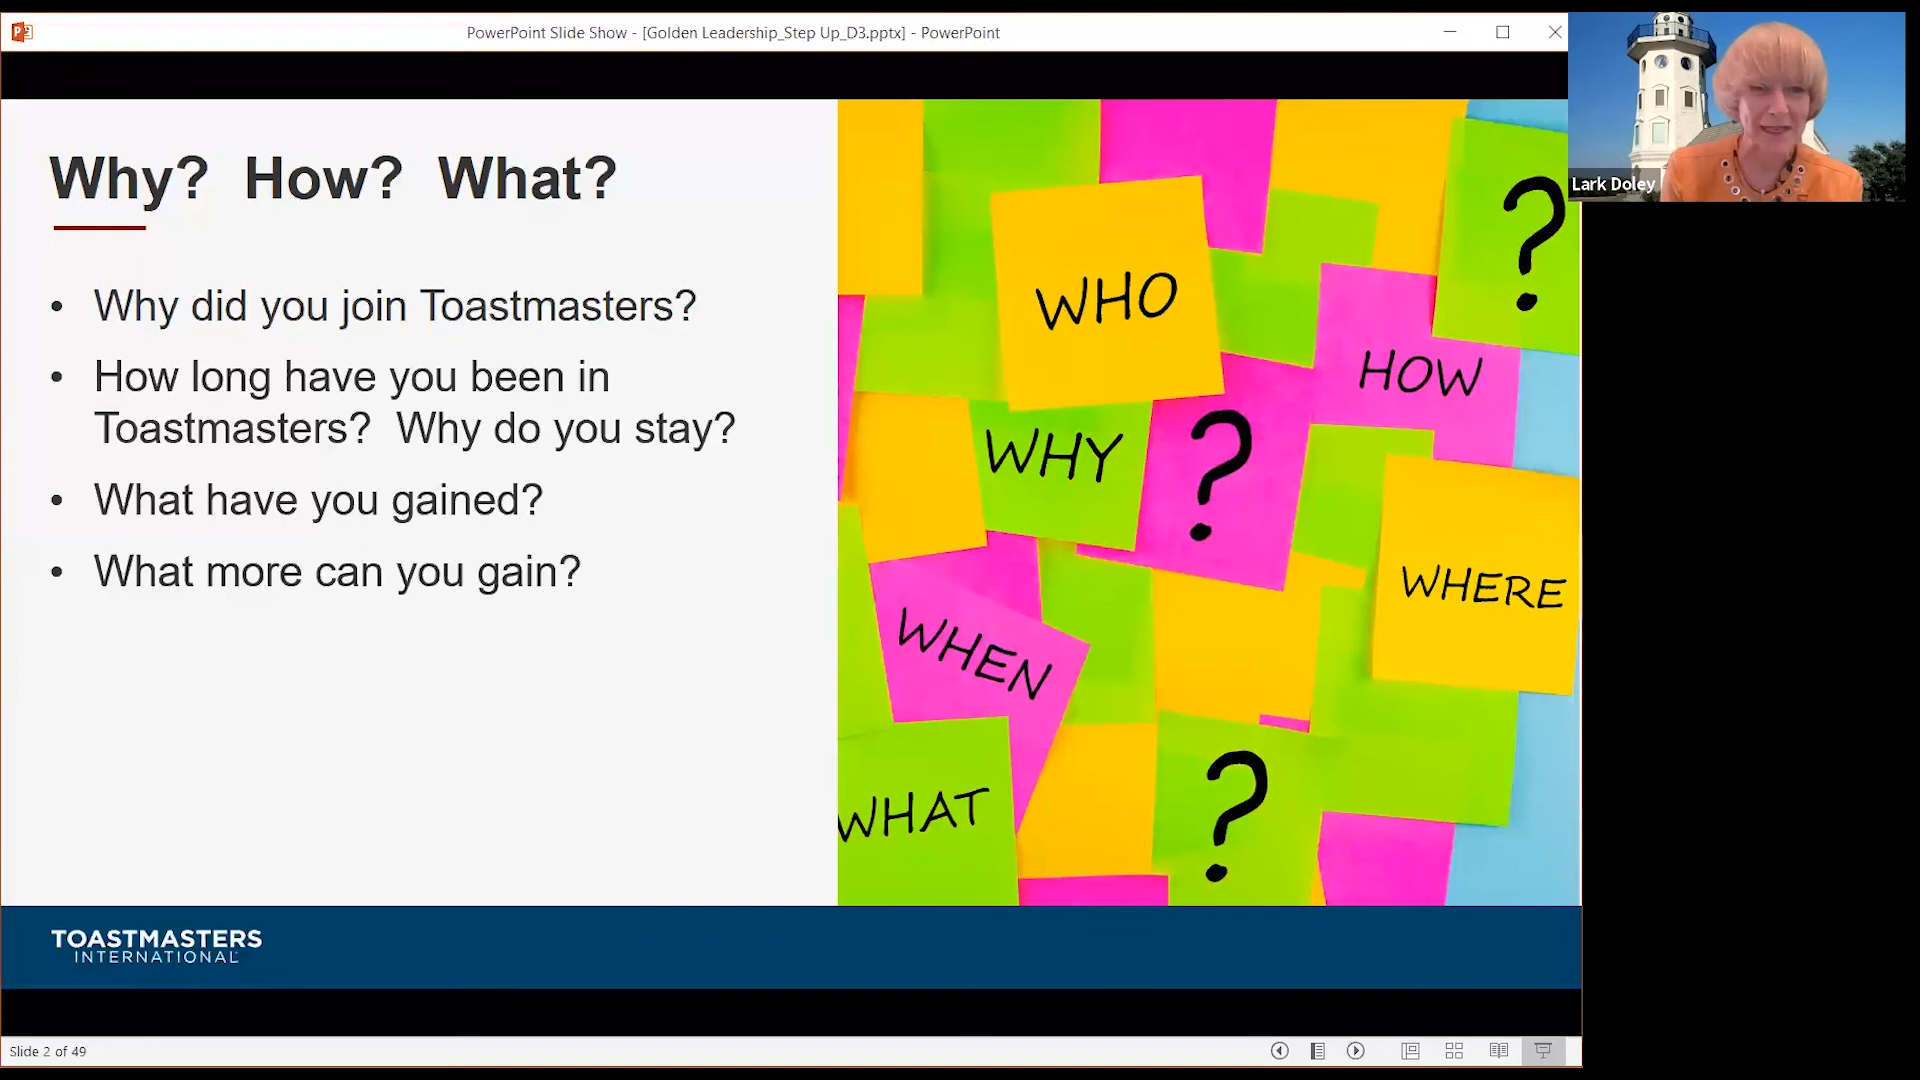 PowerPoint Slide Show - [Golden Leadership_Step Up_D3.pptx] - PowerPoint
Lark Doley
Why? How? What?
• Why did you join Toastmasters?
• How long have you been in
Toastmasters? Why do you stay?
• What have you gained?
• What more can you gain?
?
WHO
HOW
WHY
?
WHERE
WHEN
WHAT
?
TOASTMASTERS
INTERNATIONAL
Slide 2 of 49